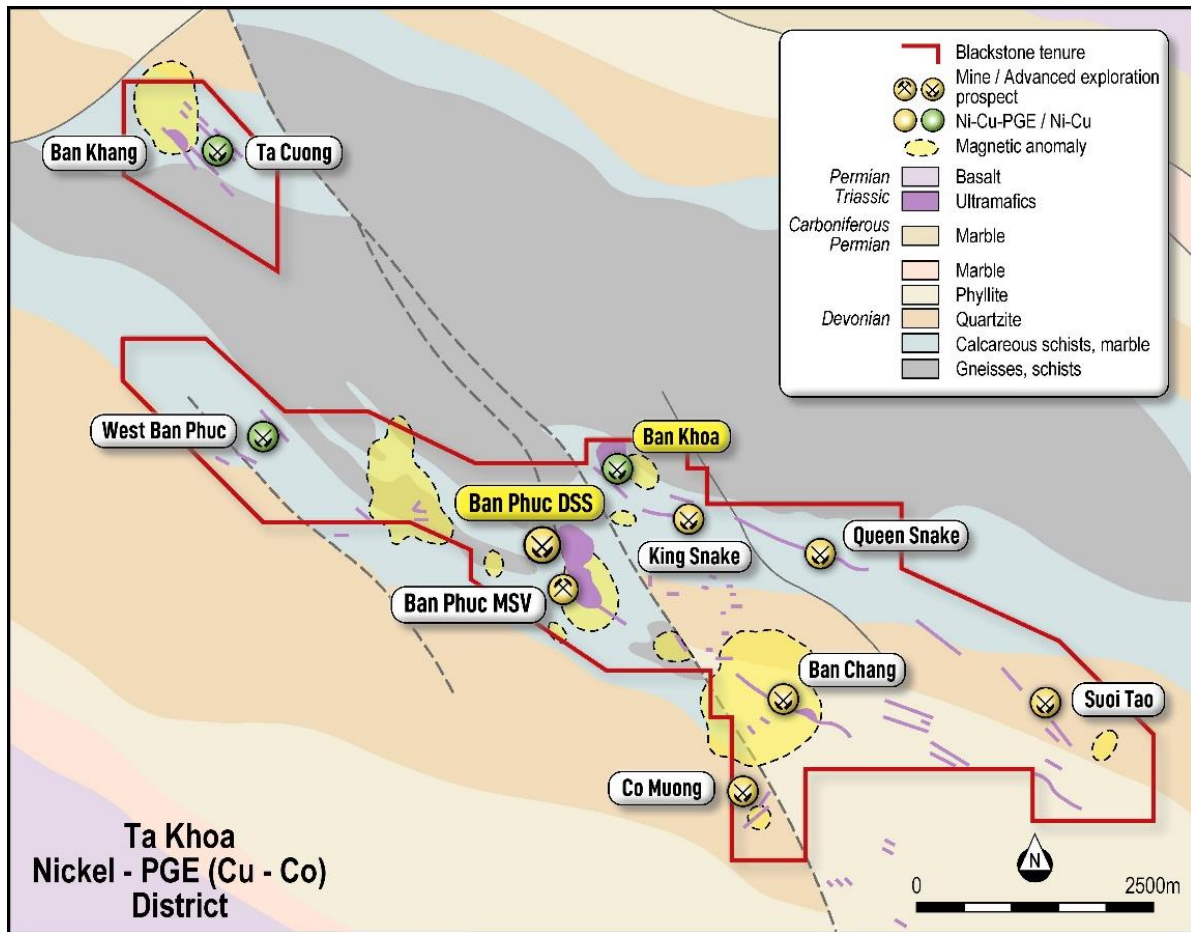 Blackstone tenure
Mine / Advanced exploration
prospect
Ni-Cu-PGE / Ni-Cu
Magnetic anomaly
Permian
Triassic
Basalt
Ultramafics
Carboniferous
Permian
Marble
Marble
Phyllite
Devonian
Quartzite
Calcareous schists, marble
Gneisses, schists
Ban Khang
Ta Cuong
West Ban Phuc
Ban Khoa
Ban Phuc DSS
King Snake
Queen Snake
Ban Phuc MSV
Ban Chang
Suoi Tao
Co Muong
Ta Khoa
Nickel - PGE (Cu - Co)
District
N
0 2500m